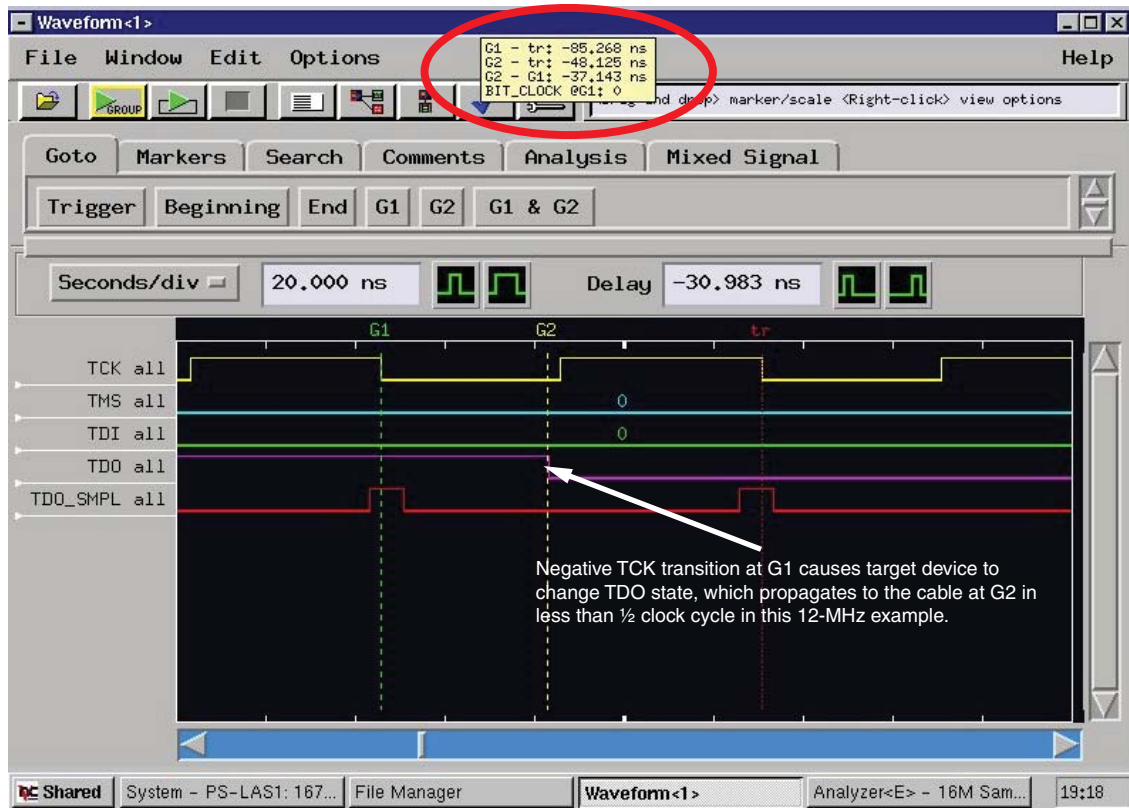 Waveform<1>
File Window Edit Options Help
G1 - tr: -85.268 ns
G2 - tr: -48.125 ns
G2 - G1: -37.143 ns
BIT_CLOCK @G1: 0
GROUP
and drop> marker/scale <Right-click> view options
Goto Markers Search Comments Analysis Mixed Signal
Trigger Beginning End G1 G2 G1 & G2
Seconds/div 20.000 ns Delay -30.983 ns
G1 G2 tr
TCK all
TMS all 0
TDI all 0
TDO all
TDO_SMPL all
Negative TCK transition at G1 causes target device to
change TDO state, which propagates to the cable at G2 in
less than ½ clock cycle in this 12-MHz example.
Shared System - PS-LAS1: 167... File Manager Waveform<1> Analyzer<E> - 16M Sam... 19:18